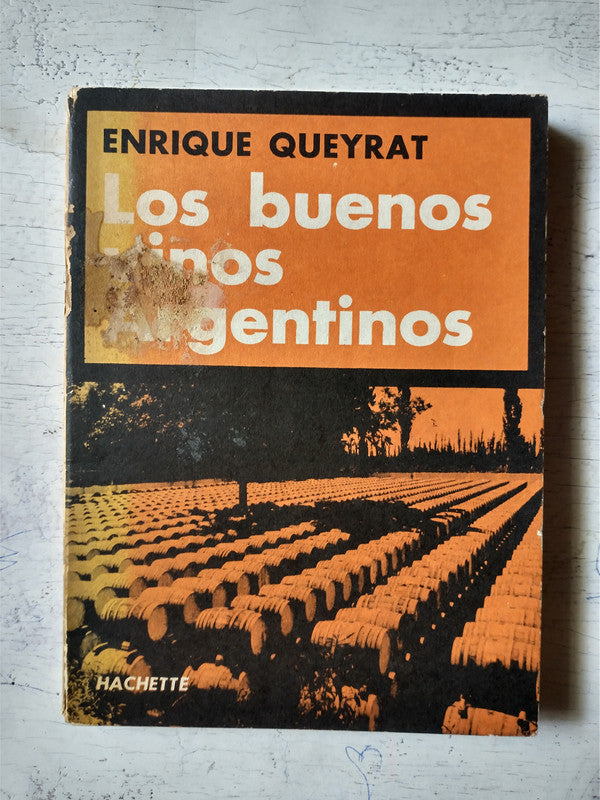 ENRIQUE QUEYRAT
Los buenos
vinos
Argentinos
HACHETTE